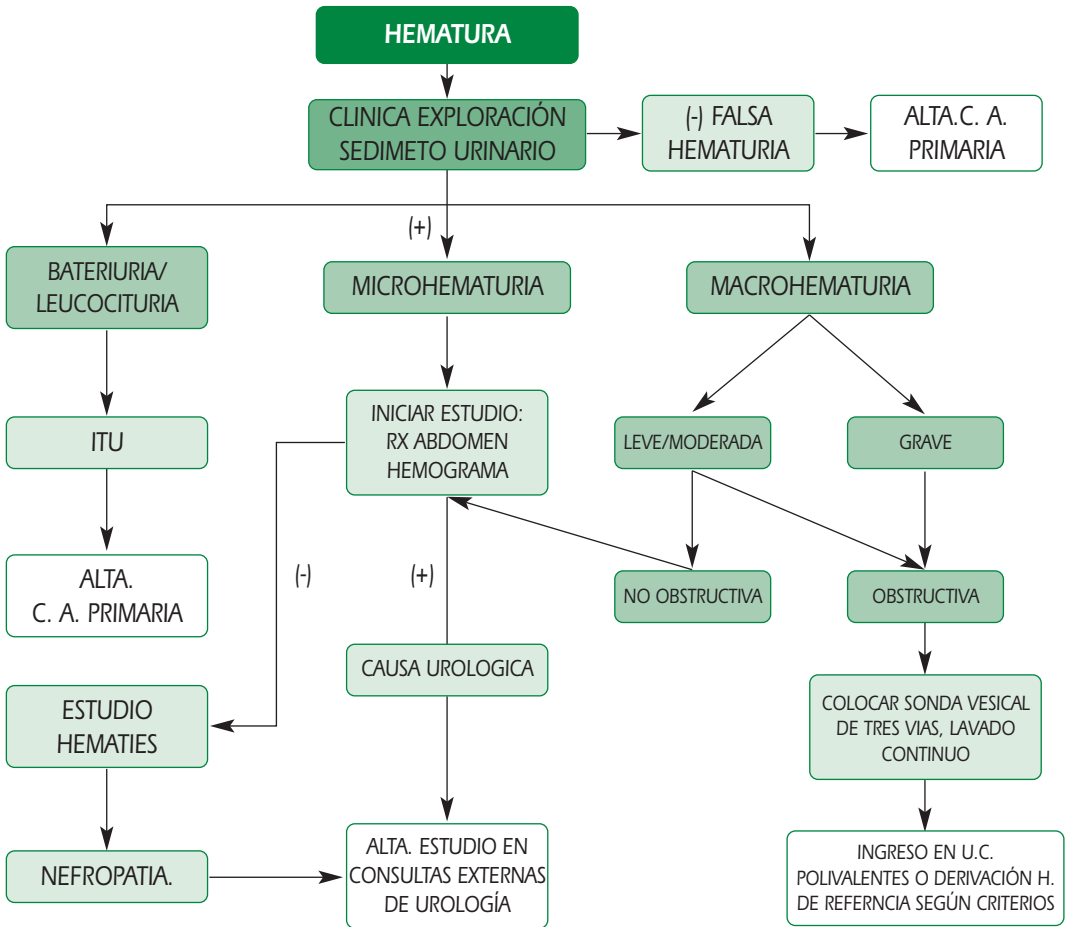 HEMATURA
CLINICA EXPLORACIÓN
SEDIMETO URINARIO
(-) FALSA
HEMATURIA
ALTA.C. A.
PRIMARIA
(+)
BATERIURIA/
LEUCOCITURIA
MICROHEMATURIA
MACROHEMATURIA
ITU
INICIAR ESTUDIO:
RX ABDOMEN
HEMOGRAMA
LEVE/MODERADA
GRAVE
ALTA.
C. A. PRIMARIA
(-)
(+)
NO OBSTRUCTIVA
OBSTRUCTIVA
CAUSA UROLOGICA
ESTUDIO
HEMATIES
COLOCAR SONDA VESICAL
DE TRES VIAS, LAVADO
CONTINUO
NEFROPATIA.
ALTA. ESTUDIO EN
CONSULTAS EXTERNAS
DE UROLOGÍA
INGRESO EN U.C.
POLIVALENTES O DERIVACIÓN H.
DE REFERNCIA SEGÚN CRITERIOS